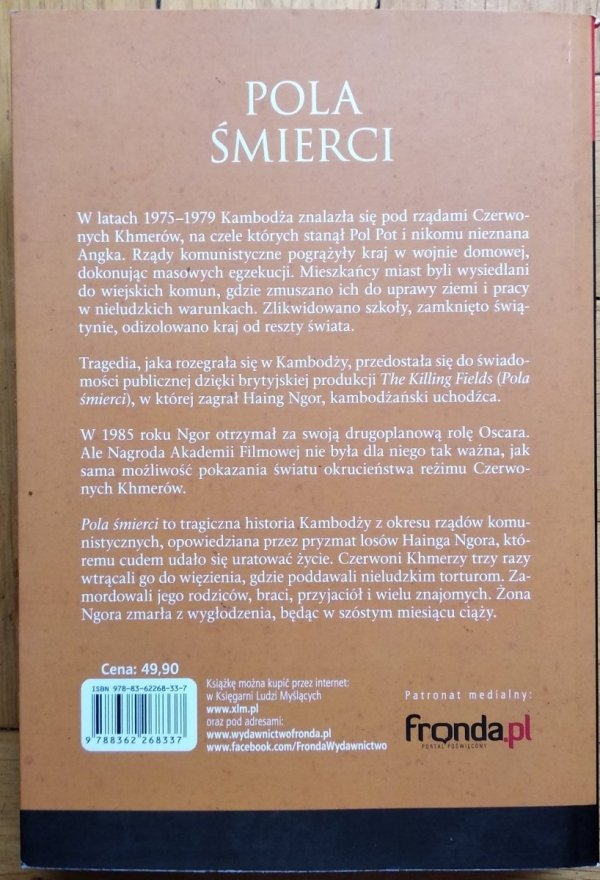 POLA
ŚMIERCI
W latach 1975–1979 Kambodża znalazła się pod rządami Czerwo-
nych Khmerów, na czele których stanął Pol Pot i nikomu nieznana
Angka. Rządy komunistyczne pogrążyły kraj w wojnie domowej,
dokonując masowych egzekucji. Mieszkańcy miast byli wysiedlani
do wiejskich komun, gdzie zmuszano ich do uprawy ziemi i pracy
w nieludzkich warunkach. Zlikwidowano szkoły, zamknięto świą-
tynie, odizolowano kraj od reszty świata.
Tragedia, jaka rozegrała się w Kambodży, przedostała się do świado-
mości publicznej dzięki brytyjskiej produkcji The Killing Fields (Pola
śmierci), w której zagrał Haing Ngor, kambodżański uchodźca.
W 1985 roku Ngor otrzymał za swoją drugoplanową rolę Oscara.
Ale Nagroda Akademii Filmowej nie była dla niego tak ważna, jak
sama możliwość pokazania światu okrucieństwa reżimu Czerwo-
nych Khmerów.
Pola śmierci to tragiczna historia Kambodży z okresu rządów komu-
nistycznych, opowiedziana przez pryzmat losów Hainga Ngora, któ-
remu cudem udało się uratować życie. Czerwoni Khmerzy trzy razy
wtrącali go do więzienia, gdzie poddawali nieludzkim torturom. Za-
mordowali jego rodziców, braci, przyjaciół i wielu znajomych. Żona
Ngora zmarła z wygłodzenia, będąc w szóstym miesiącu ciąży.
Cena: 49,90
ISBN 978-83-62268-33-7
9 788362 268337
Książkę można kupić przez internet:
w Księgarni Ludzi Myślących
www.xlm.pl
oraz pod adresami:
www.wydawnictwofronda.pl
www.facebook.com/FrondaWydawnictwo
Patronat medialny:
fronda.pl
PORTAL POŚWIĘCONY